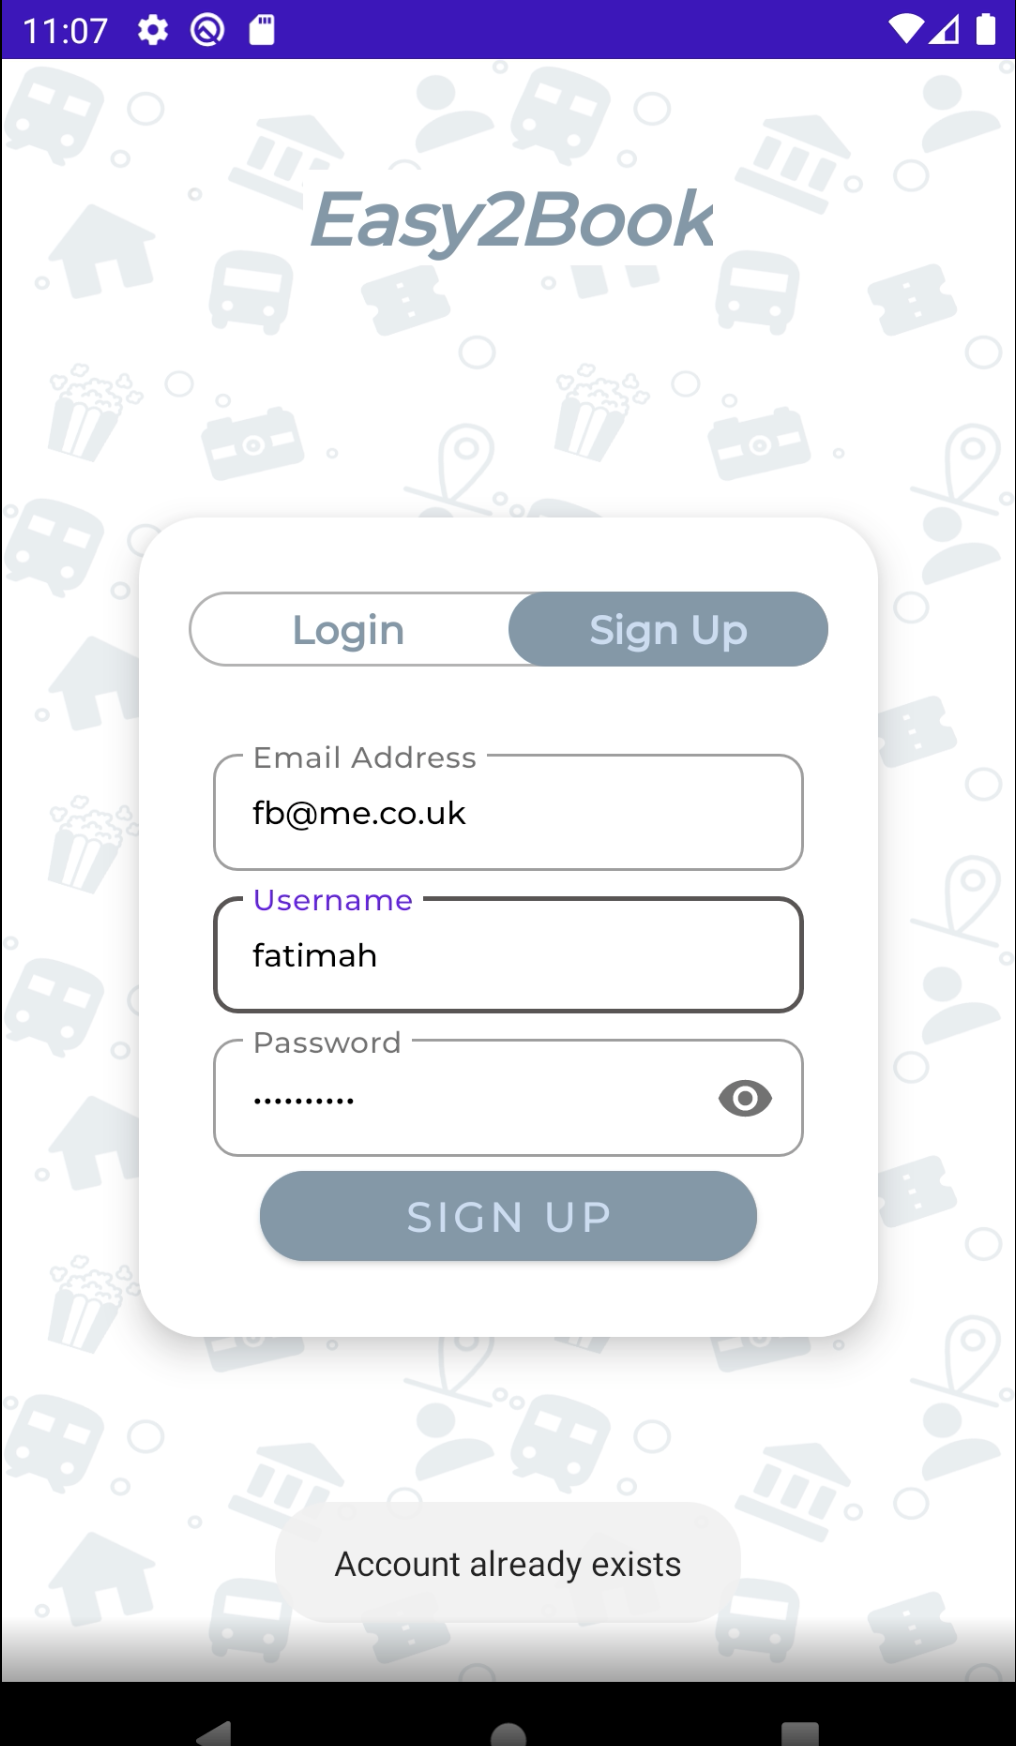 11:07
Easy2Book
Login Sign Up
Email Address
fb@me.co.uk
Username
fatimah
Password
••••••••••
SIGN UP
Account already exists